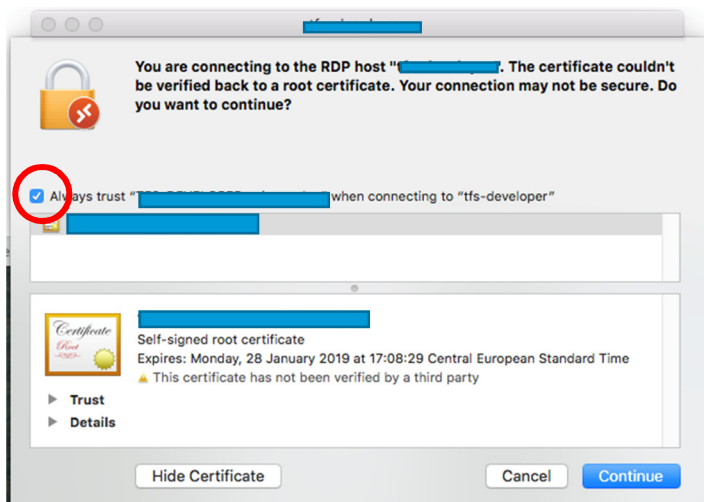 You are connecting to the RDP host " ". The certificate couldn't
be verified back to a root certificate. Your connection may not be secure. Do
you want to continue?
Always trust " when connecting to “tfs-developer”
Certificate
Root
Self-signed root certificate
Expires: Monday, 28 January 2019 at 17:08:29 Central European Standard Time
This certificate has not been verified by a third party
Trust
Details
Hide Certificate
Cancel
Continue